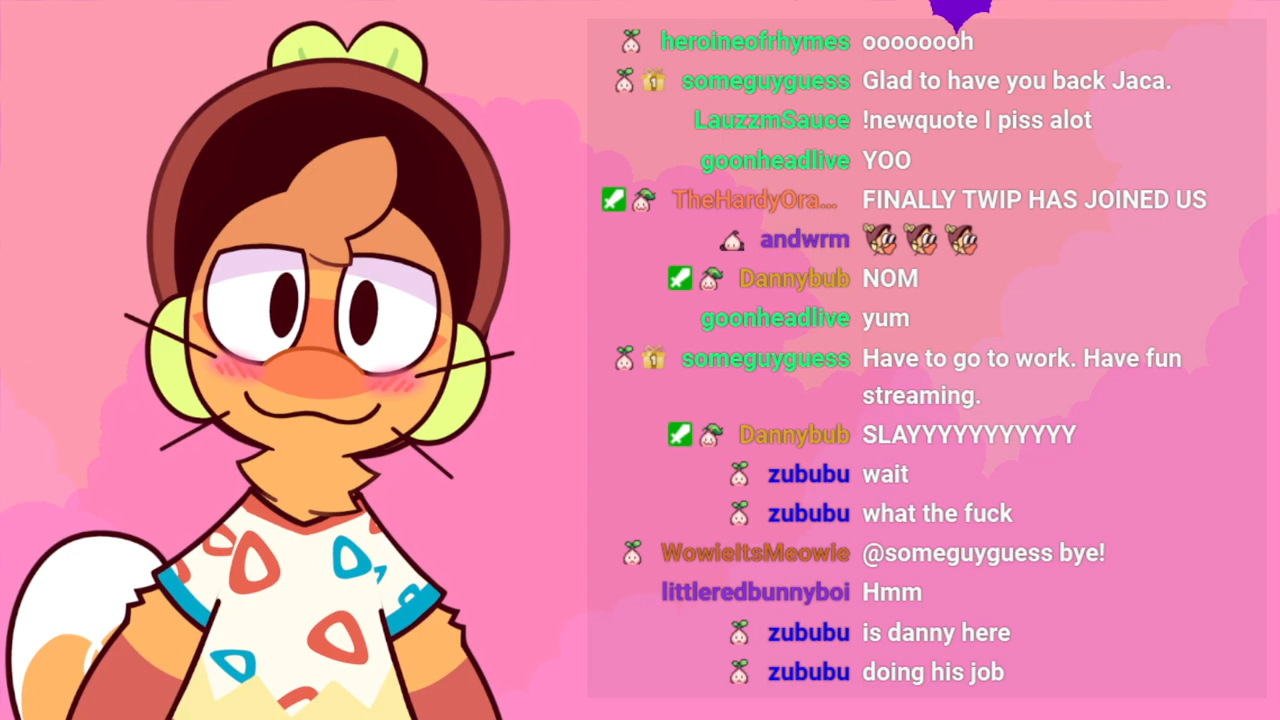 heroineofrhymes oooooooh
someguyguess Glad to have you back Jaca.
LauzzmSauce !newquote I piss alot
goonheadlive YOO
TheHardyOra... FINALLY TWIP HAS JOINED US
andwrm
Dannybub NOM
goonheadlive yum
someguyguess Have to go to work. Have fun
streaming.
Dannybub SLAYYYYYYYYYYY
zububu wait
zububu what the fuck
WowieItsMeowie @someguyguess bye!
littleredbunnyboi Hmm
zububu is danny here
zububu doing his job